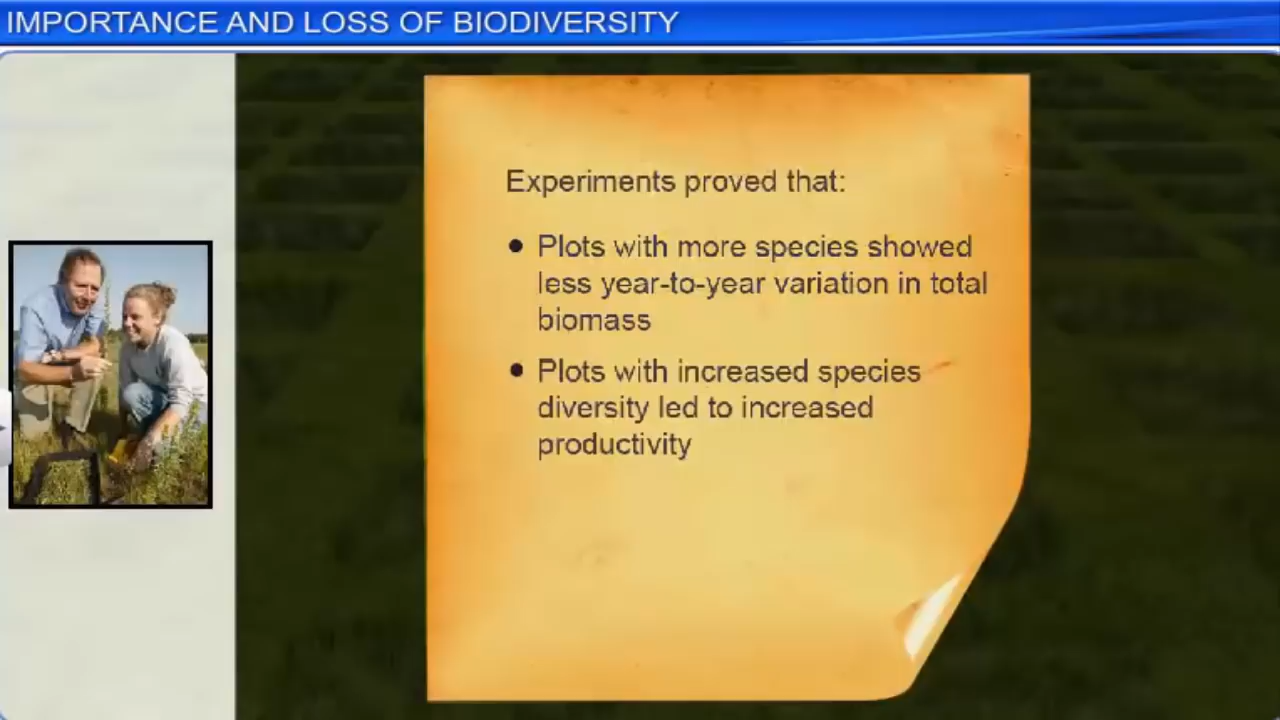 IMPORTANCE AND LOSS OF BIODIVERSITY
Experiments proved that:
● Plots with more species showed
less year-to-year variation in total
biomass
● Plots with increased species
diversity led to increased
productivity